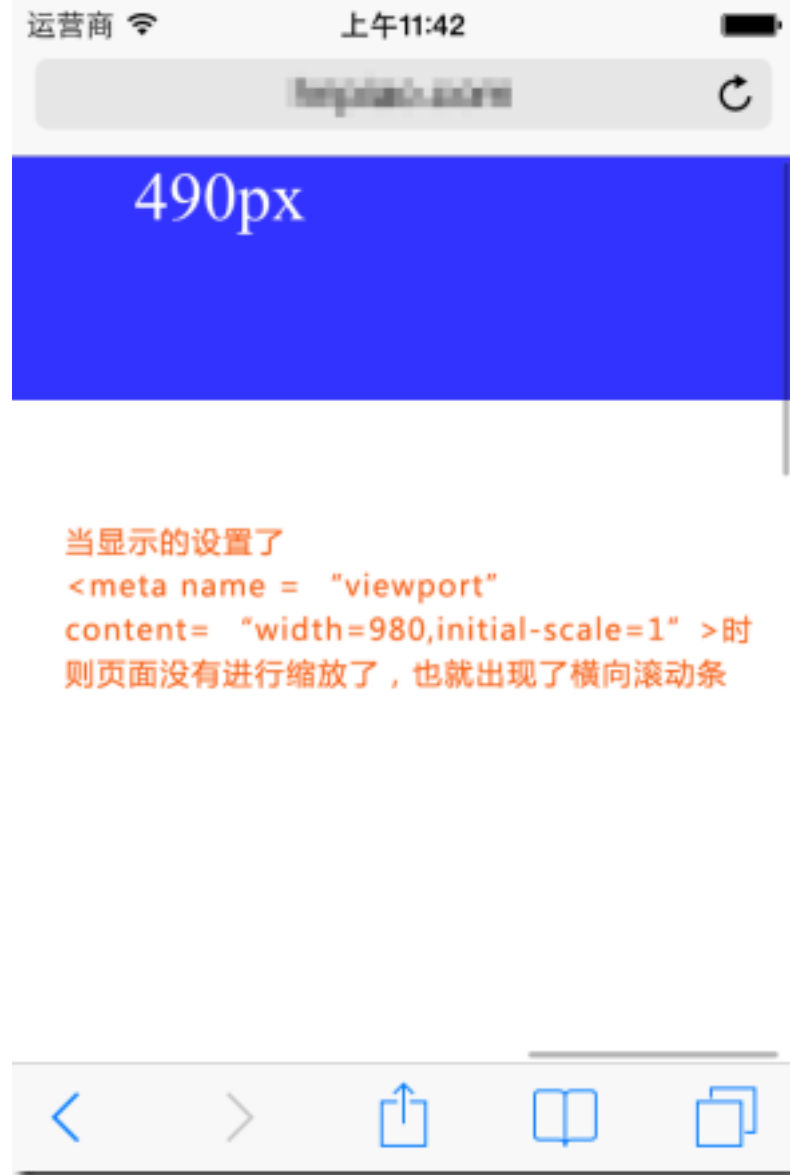 运营商
上午11:42
490px
当显示的设置了
<meta name = "viewport"
content= “width=980,initial-scale=1”>时
则页面没有进行缩放了，也就出现了横向滚动条